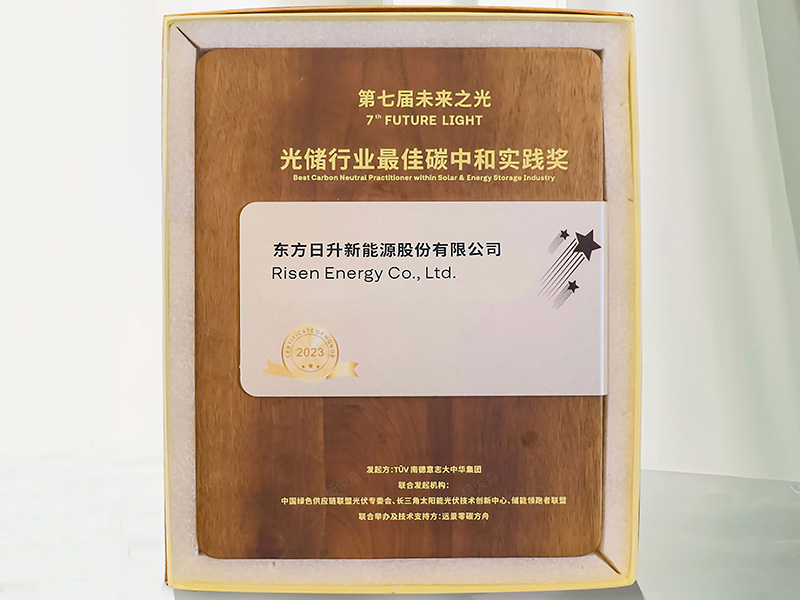 第七届未来之光
7th FUTURE LIGHT
光储行业最佳碳中和实践奖
Best Carbon Neutral Practitioner within Solar & Energy Storage Industry
东方日升新能源股份有限公司
Risen Energy Co., Ltd.
CERTIFICATE OF HONOR
2023
发起方：TÜV 南德意志大中华集团
联合发起机构：
中国绿色供应链联盟光伏专委会、长三角太阳能光伏技术创新中心、储能领跑者联盟
联合举办及技术支持方：远景零碳方舟